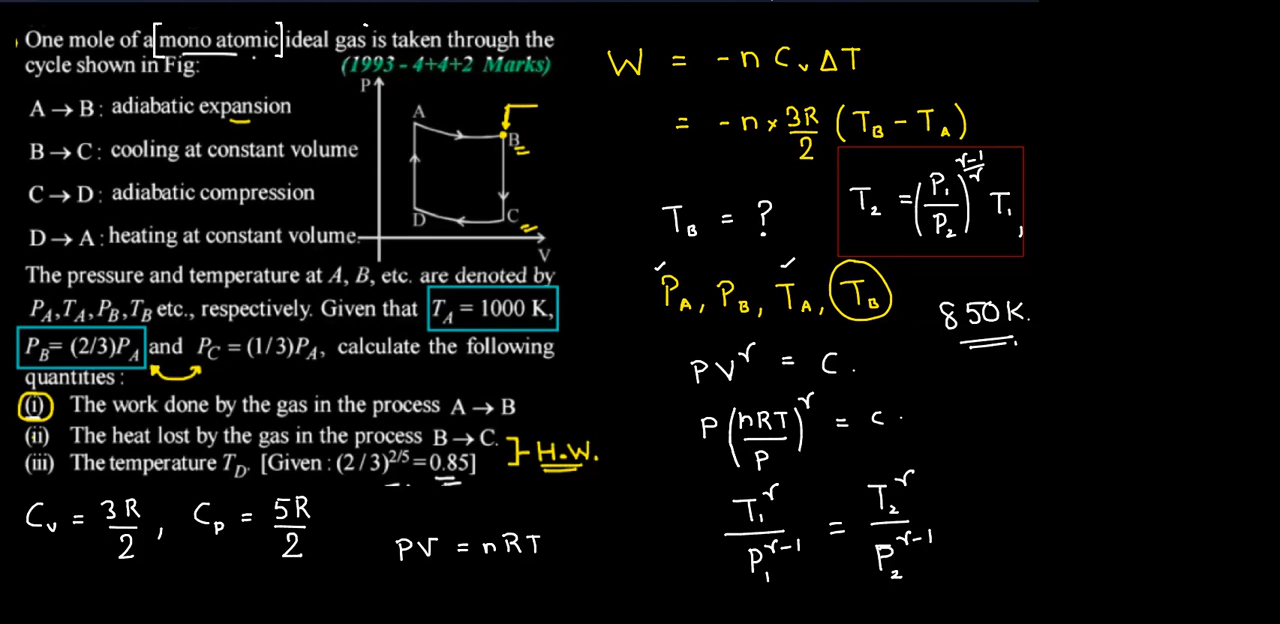 One mole of a [mono atomic] ideal gas is taken through the
cycle shown in Fig: (1993 - 4+4+2 Marks)
A → B : adiabatic expansion
B → C : cooling at constant volume
C → D : adiabatic compression
D → A : heating at constant volume.
P
A
B
C
D
V
The pressure and temperature at A, B, etc. are denoted by
P_A, T_A, P_B, T_B etc., respectively. Given that T_A = 1000 K,
P_B = (2/3)P_A and P_C = (1/3)P_A, calculate the following
quantities :
(i) The work done by the gas in the process A → B
(ii) The heat lost by the gas in the process B → C.
(iii) The temperature T_D. [Given : (2/3)^{2/5} = 0.85]
H.W.
C_v = 3R/2 , C_p = 5R/2
PV = nRT
W = -n C_v ΔT
= -n × 3R/2 (T_B - T_A)
T_B = ?
T_2 = (P_1/P_2)^{γ-1/γ} T_1,
P_A, P_B, T_A, T_B
850K.
PV^γ = C.
P(nRT/P)^γ = C.
T_1^γ/P_1^{γ-1} = T_2^γ/P_2^{γ-1}